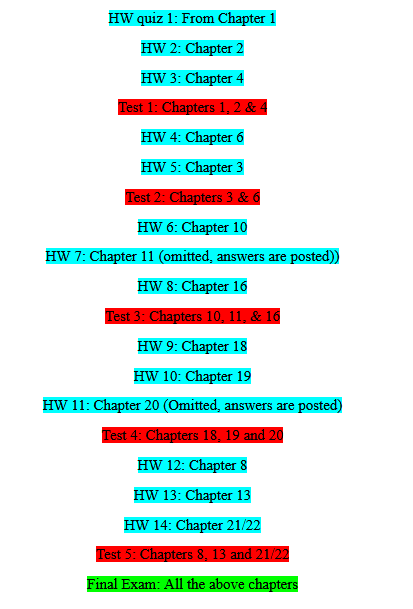 HW quiz 1: From Chapter 1
HW 2: Chapter 2
HW 3: Chapter 4
Test 1: Chapters 1, 2 & 4
HW 4: Chapter 6
HW 5: Chapter 3
Test 2: Chapters 3 & 6
HW 6: Chapter 10
HW 7: Chapter 11 (omitted, answers are posted))
HW 8: Chapter 16
Test 3: Chapters 10, 11, & 16
HW 9: Chapter 18
HW 10: Chapter 19
HW 11: Chapter 20 (Omitted, answers are posted)
Test 4: Chapters 18, 19 and 20
HW 12: Chapter 8
HW 13: Chapter 13
HW 14: Chapter 21/22
Test 5: Chapters 8, 13 and 21/22
Final Exam: All the above chapters